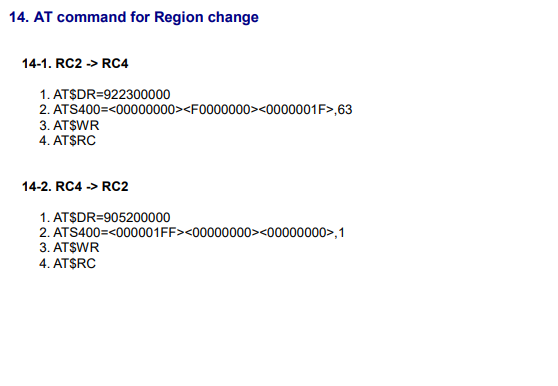 14. AT command for Region change
14-1. RC2 -> RC4
1. AT$DR=922300000
2. ATS400=<00000000><F0000000><0000001F>,63
3. AT$WR
4. AT$RC
14-2. RC4 -> RC2
1. AT$DR=905200000
2. ATS400=<000001FF><00000000><00000000>,1
3. AT$WR
4. AT$RC